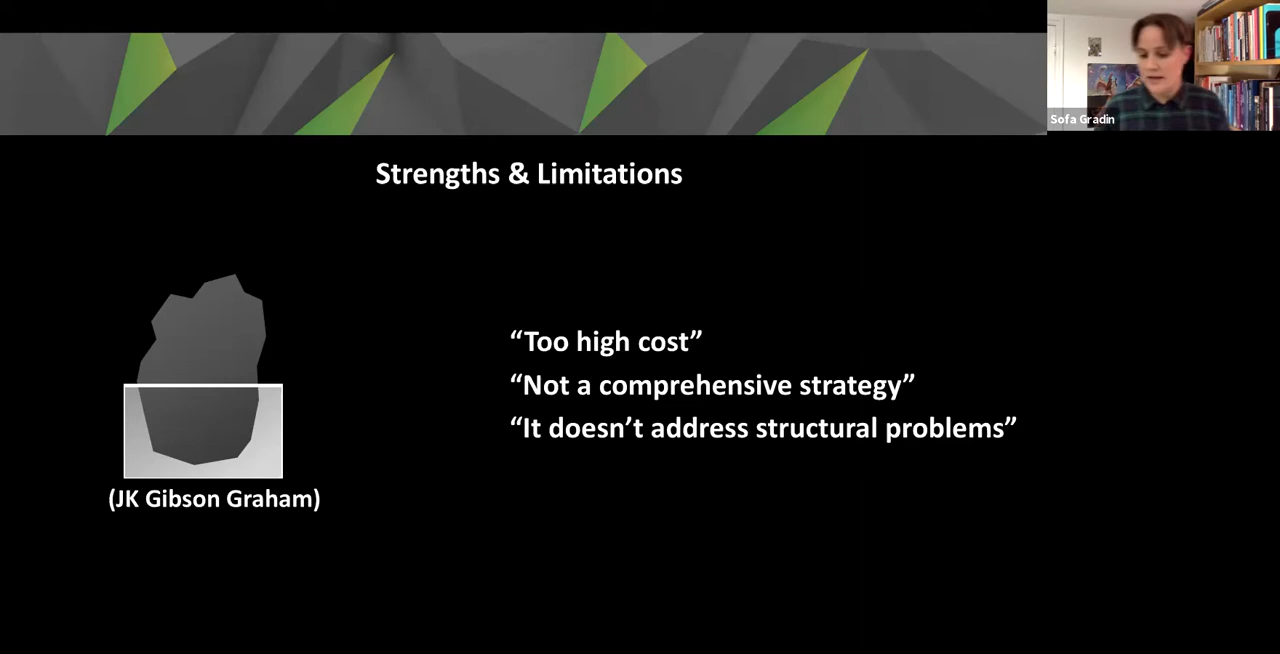 Sofa Gradin
Strengths & Limitations
“Too high cost”
“Not a comprehensive strategy”
“It doesn’t address structural problems”
(JK Gibson Graham)